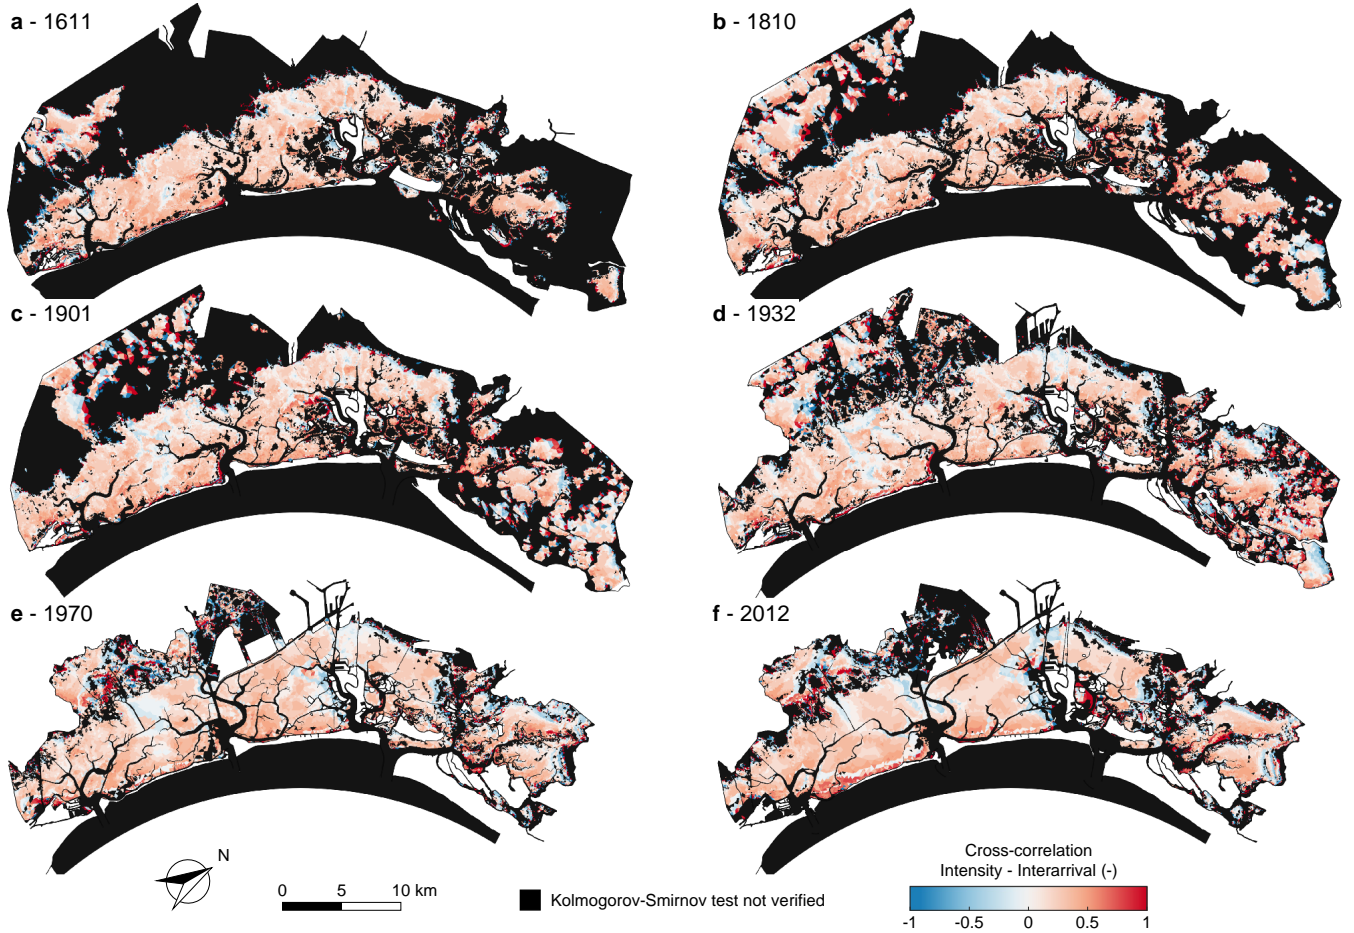 a - 1611
b - 1810
c - 1901
d - 1932
e - 1970
f - 2012
N
0 5 10 km
Kolmogorov-Smirnov test not verified
Cross-correlation
Intensity - Interarrival (-)
-1 -0.5 0 0.5 1